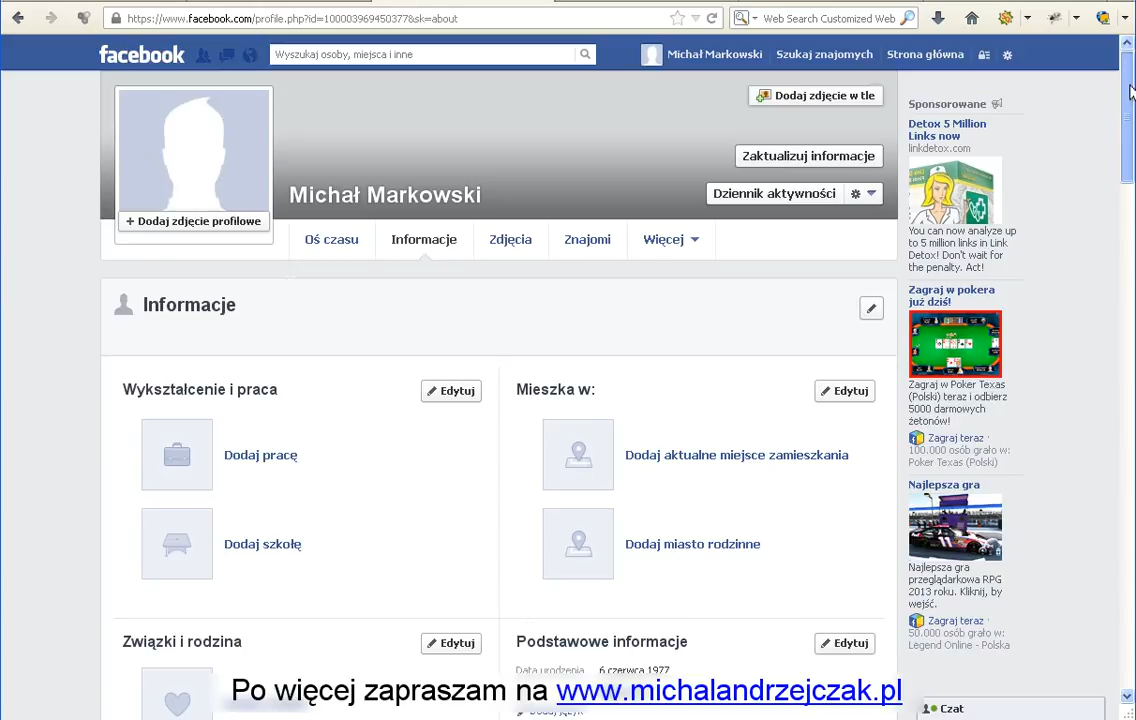 https://www.facebook.com/profile.php?id=100003969450377&sk=about
Web Search Customized Web
facebook
Wyszukaj osoby, miejsca i inne
Michał Markowski
Szukaj znajomych
Strona główna
Dodaj zdjęcie w tle
Zaktualizuj informacje
Michał Markowski
Dziennik aktywności
+ Dodaj zdjęcie profilowe
Oś czasu
Informacje
Zdjęcia
Znajomi
Więcej
Informacje
Wykształcenie i praca
Edytuj
Dodaj pracę
Dodaj szkołę
Mieszka w:
Edytuj
Dodaj aktualne miejsce zamieszkania
Dodaj miasto rodzinne
Związki i rodzina
Edytuj
Podstawowe informacje
Edytuj
Data urodzenia
6 czerwca 1977
Dodaj język
Sponsorowane
Detox 5 Million
Links now
linkdetox.com
You can now analyze up
to 5 million links in Link
Detox! Don't wait for
the penalty. Act!
Zagraj w pokera
już dziś!
Zagraj w Poker Texas
(Polski) teraz i odbierz
5000 darmowych
żetonów!
Zagraj teraz ·
100.000 osób grało w:
Poker Texas (Polski)
Najlepsza gra
11
Najlepsza gra
przeglądarkowa RPG
2013 roku. Kliknij, by
wejść.
Zagraj teraz ·
50.000 osób grało w:
Legend Online - Polska
Czat
Po więcej zapraszam na www.michalandrzejczak.pl